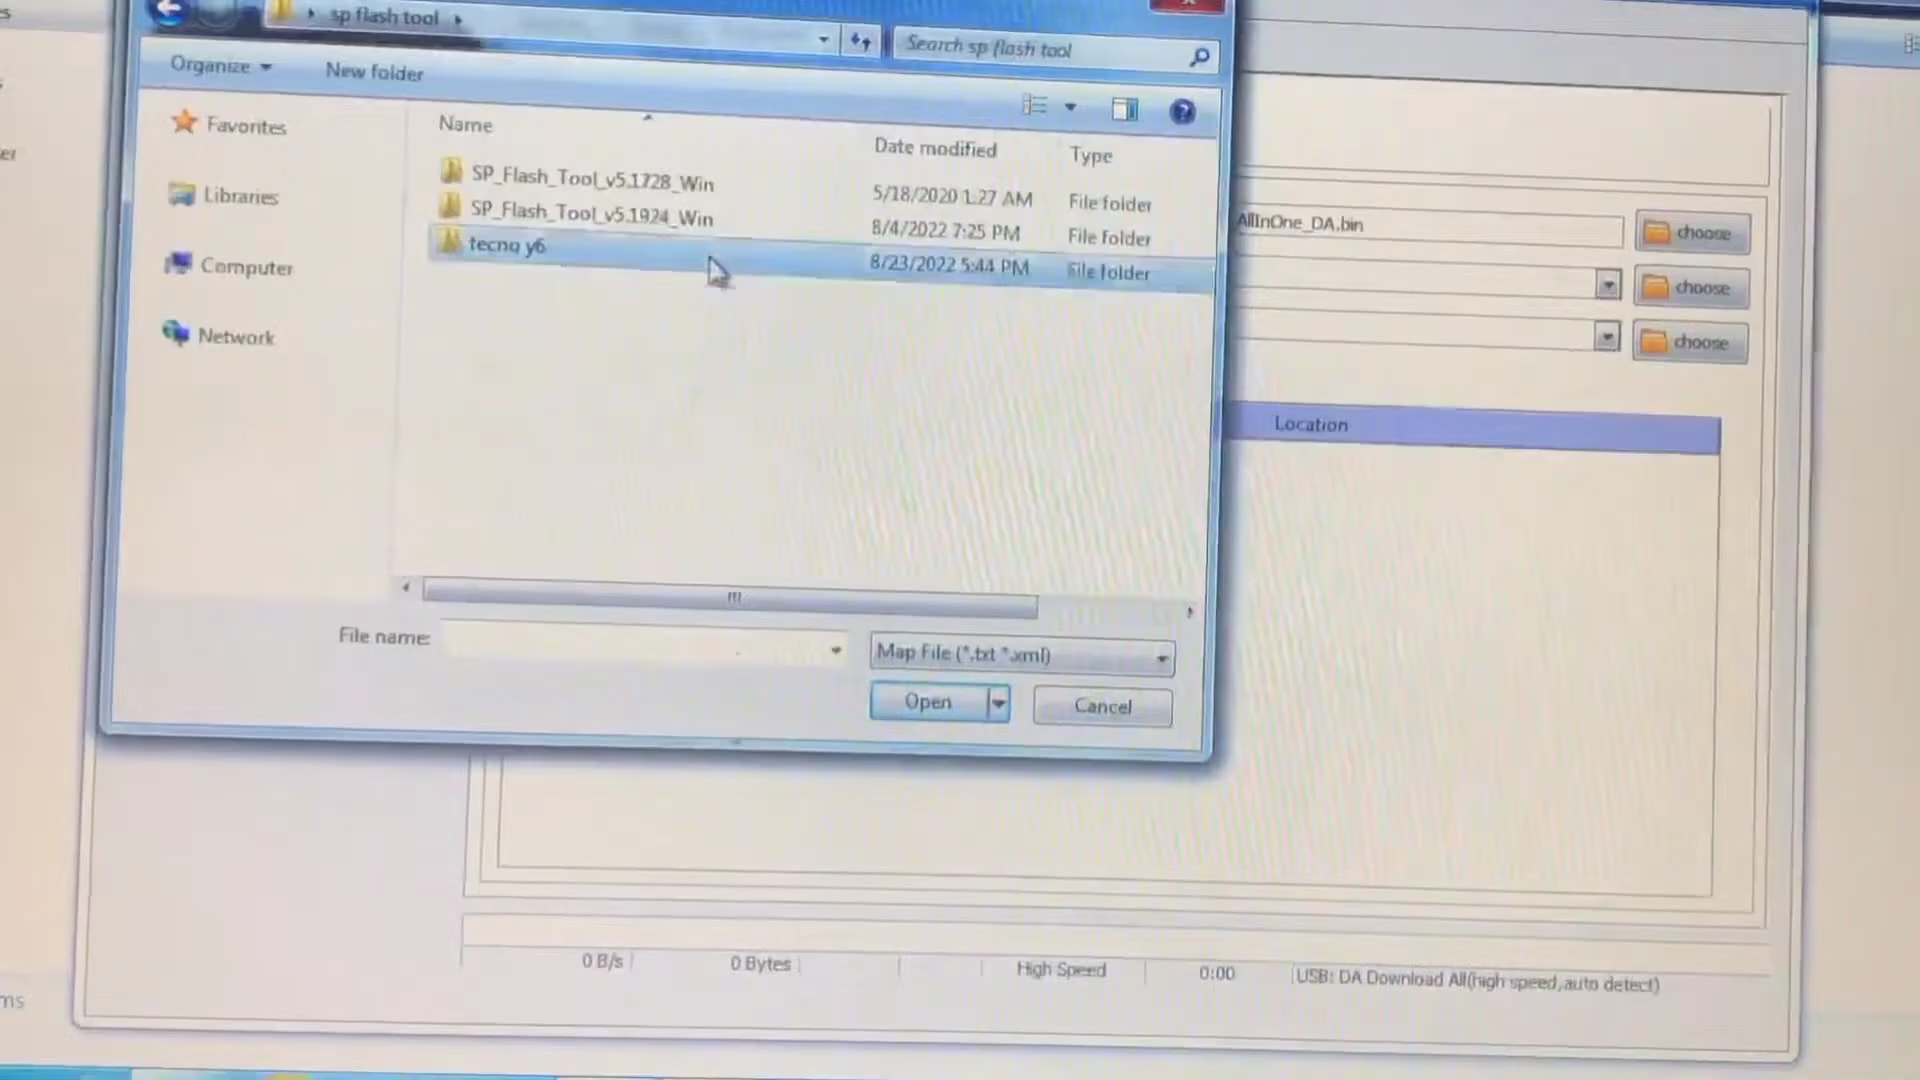 sp flash tool
Search sp flash tool
Organize
New folder
Favorites
Libraries
Computer
Network
Name
Date modified
Type
SP_Flash_Tool_v5.1728_Win
5/18/2020 1:27 AM
File folder
SP_Flash_Tool_v5.1924_Win
8/4/2022 7:25 PM
File folder
tecno y6
8/23/2022 5:44 PM
File folder
File name:
Map File (*.txt *.xml)
Open
Cancel
AllInOne_DA.bin
choose
choose
choose
Location
0 B/s
0 Bytes
High Speed
0:00
USB: DA Download All(high speed,auto detect)
er
ms